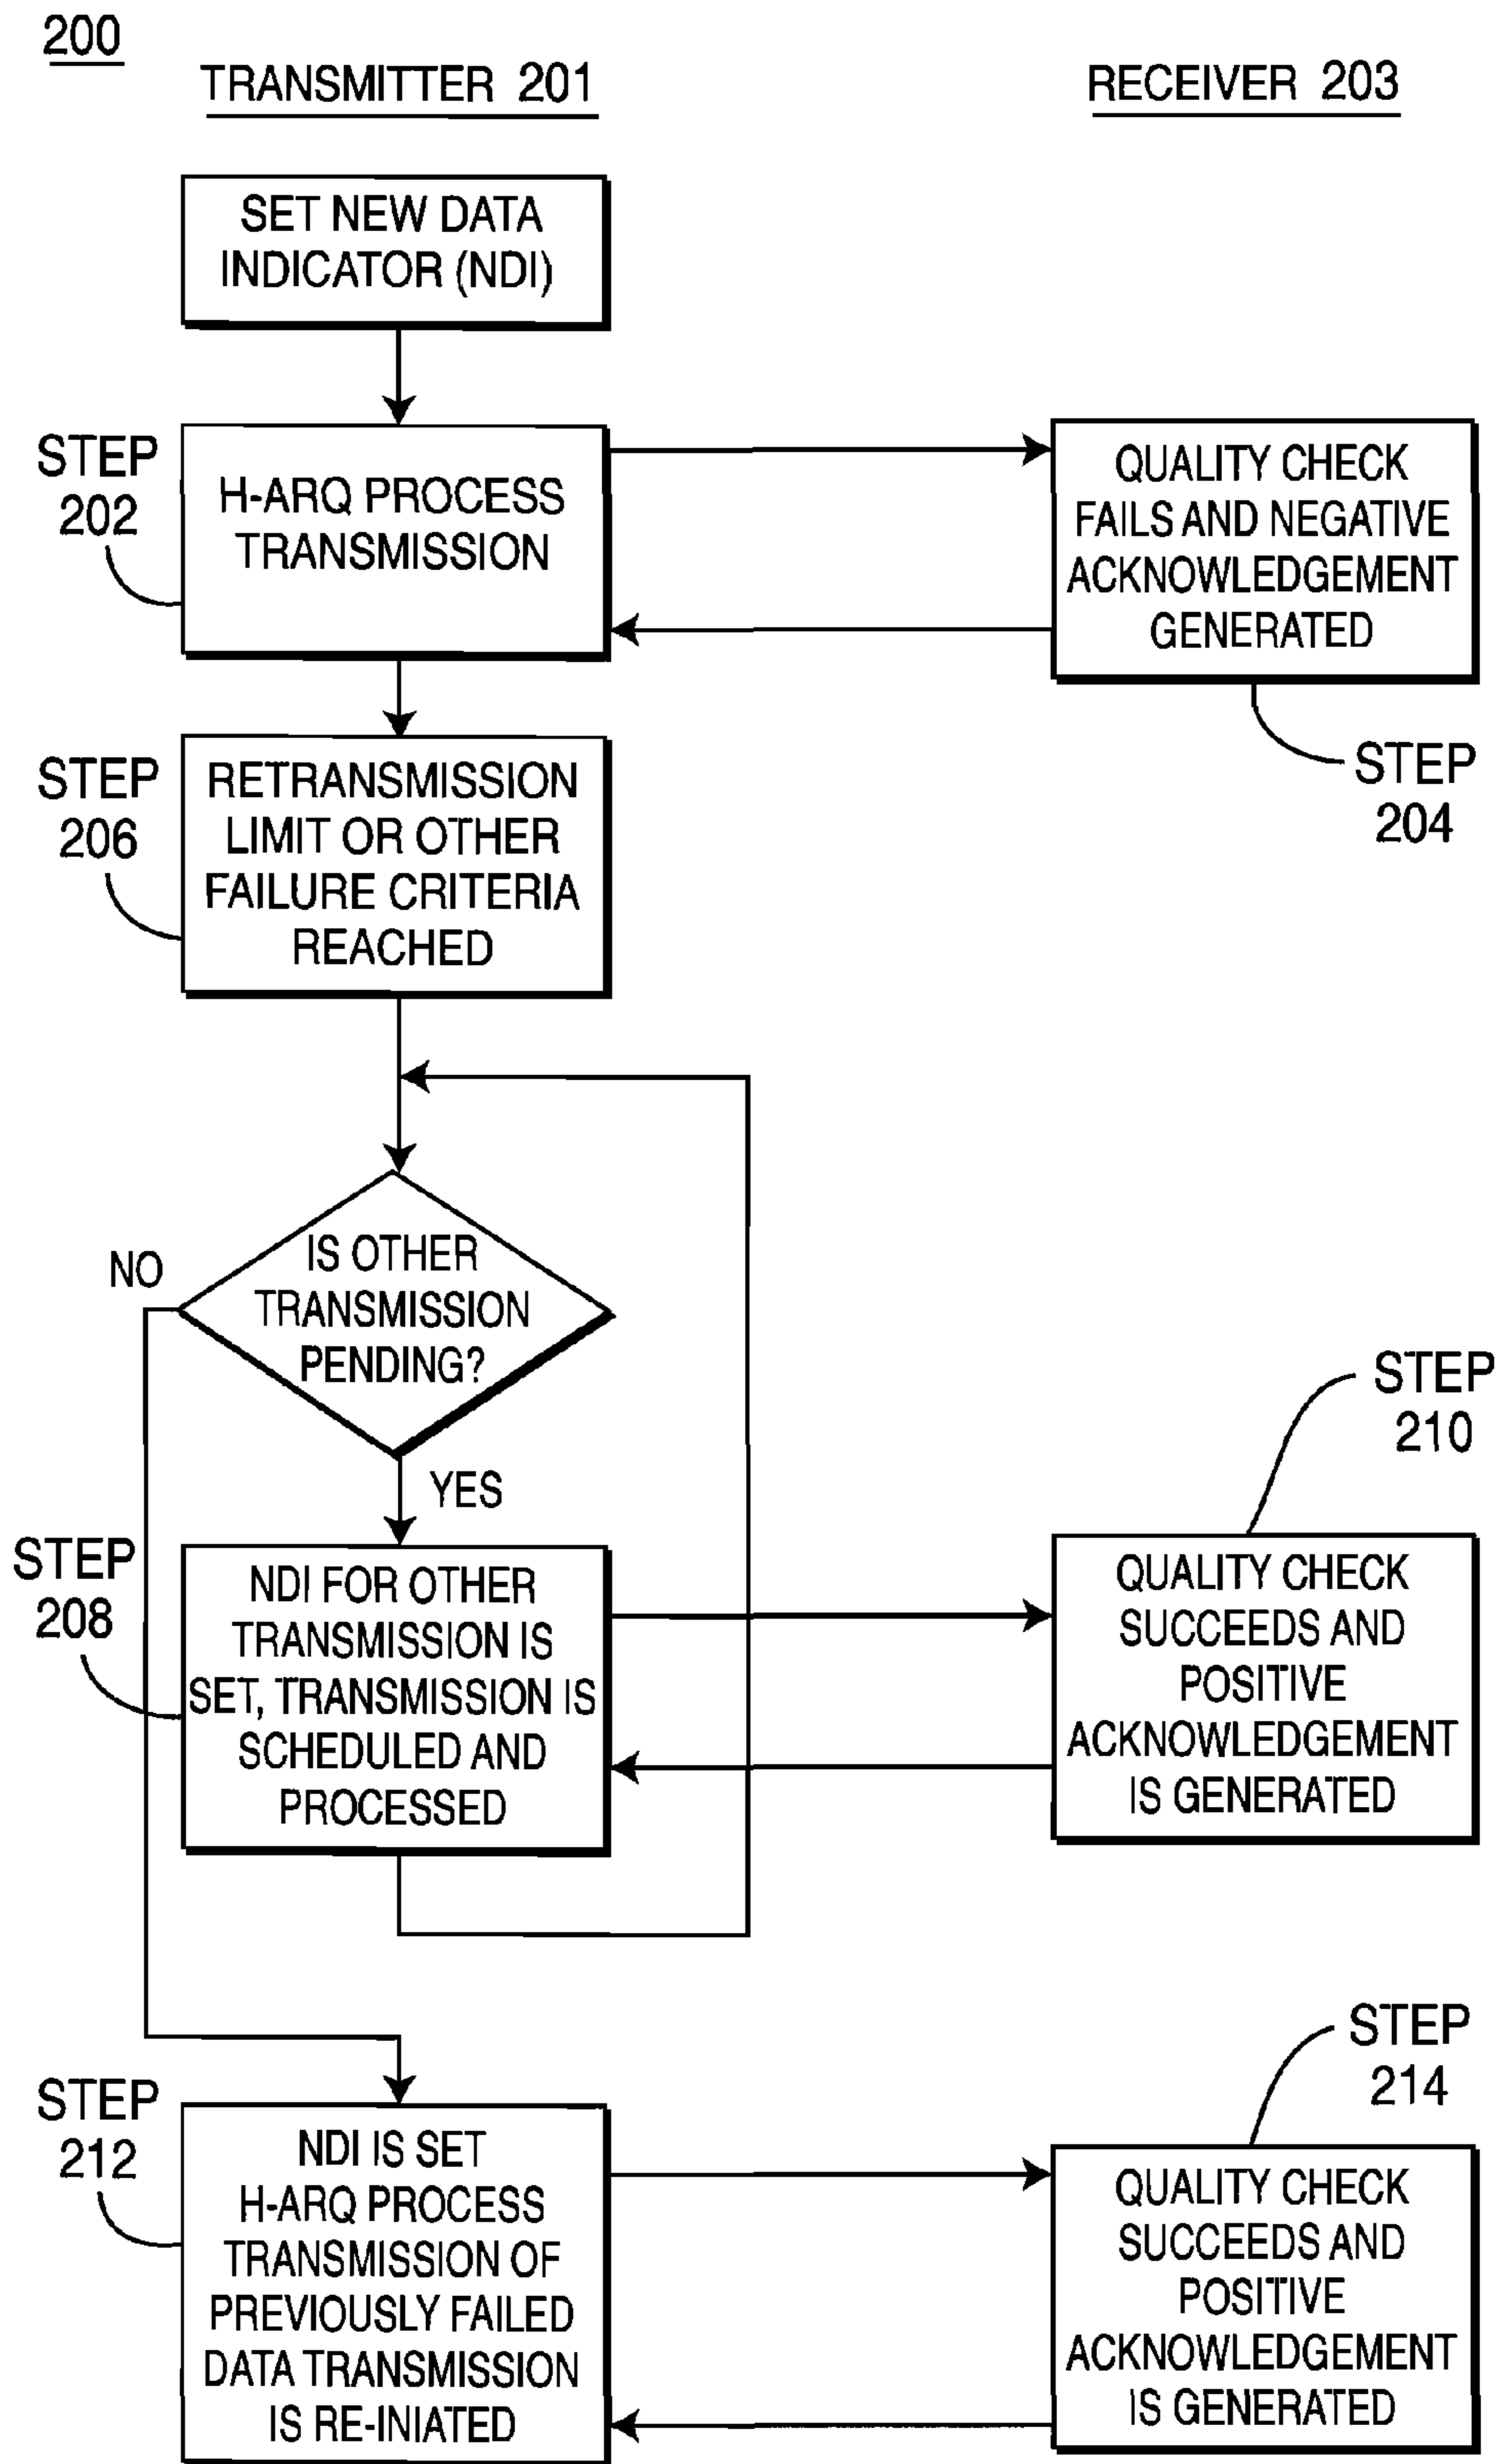 200
TRANSMITTER 201
RECEIVER 203
SET NEW DATA
INDICATOR (NDI)
STEP
202
H-ARQ PROCESS
TRANSMISSION
QUALITY CHECK
FAILS AND NEGATIVE
ACKNOWLEDGEMENT
GENERATED
STEP
204
STEP
206
RETRANSMISSION
LIMIT OR OTHER
FAILURE CRITERIA
REACHED
NO
IS OTHER
TRANSMISSION
PENDING?
YES
STEP
208
NDI FOR OTHER
TRANSMISSION IS
SET, TRANSMISSION IS
SCHEDULED AND
PROCESSED
STEP
210
QUALITY CHECK
SUCCEEDS AND
POSITIVE
ACKNOWLEDGEMENT
IS GENERATED
STEP
212
NDI IS SET
H-ARQ PROCESS
TRANSMISSION OF
PREVIOUSLY FAILED
DATA TRANSMISSION
IS RE-INIATED
STEP
214
QUALITY CHECK
SUCCEEDS AND
POSITIVE
ACKNOWLEDGEMENT
IS GENERATED